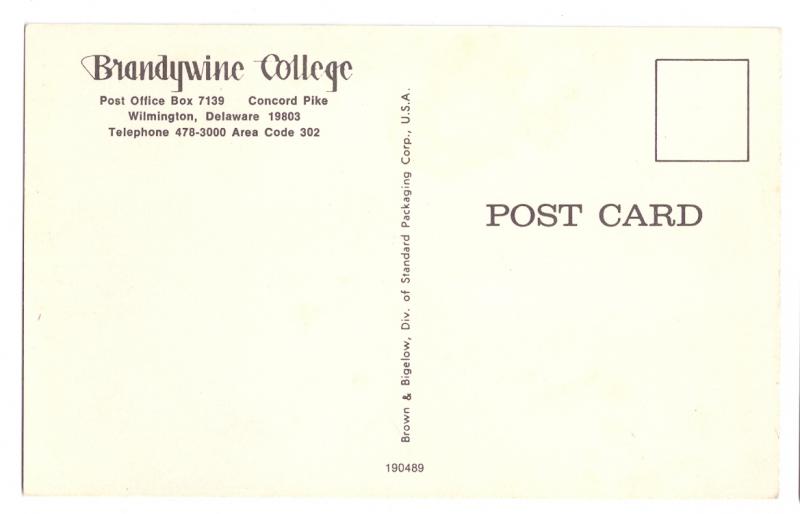 Brandywine College
Post Office Box 7139 Concord Pike
Wilmington, Delaware 19803
Telephone 478-3000 Area Code 302
Brown & Bigelow, Div. of Standard Packaging Corp., U.S.A.
190489
POST CARD